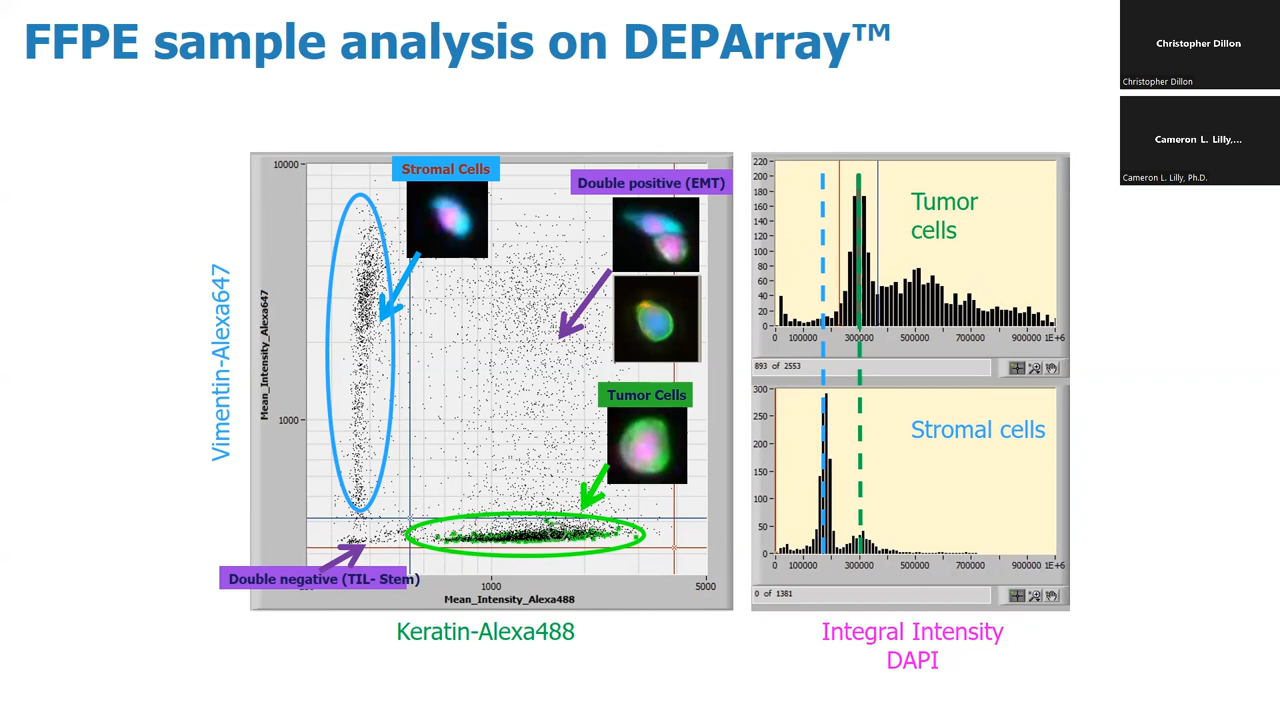 FFPE sample analysis on DEPArray™
Christopher Dillon
Christopher Dillon
Cameron L. Lilly,...
Cameron L. Lilly, Ph.D.
Vimentin-Alexa647
Mean_Intensity_Alexa647
10000
1000
Stromal Cells
Double positive (EMT)
Tumor Cells
Double negative (TIL- Stem)
1000
5000
Mean_Intensity_Alexa488
Keratin-Alexa488
220
200
180
160
140
120
100
80
60
40
20
0
Tumor
cells
0 100000 300000 500000 700000 900000 1E+6
893 of 2553
300
250
200
150
100
50
0
Stromal cells
0 100000 300000 500000 700000 900000 1E+6
0 of 1381
Integral Intensity
DAPI